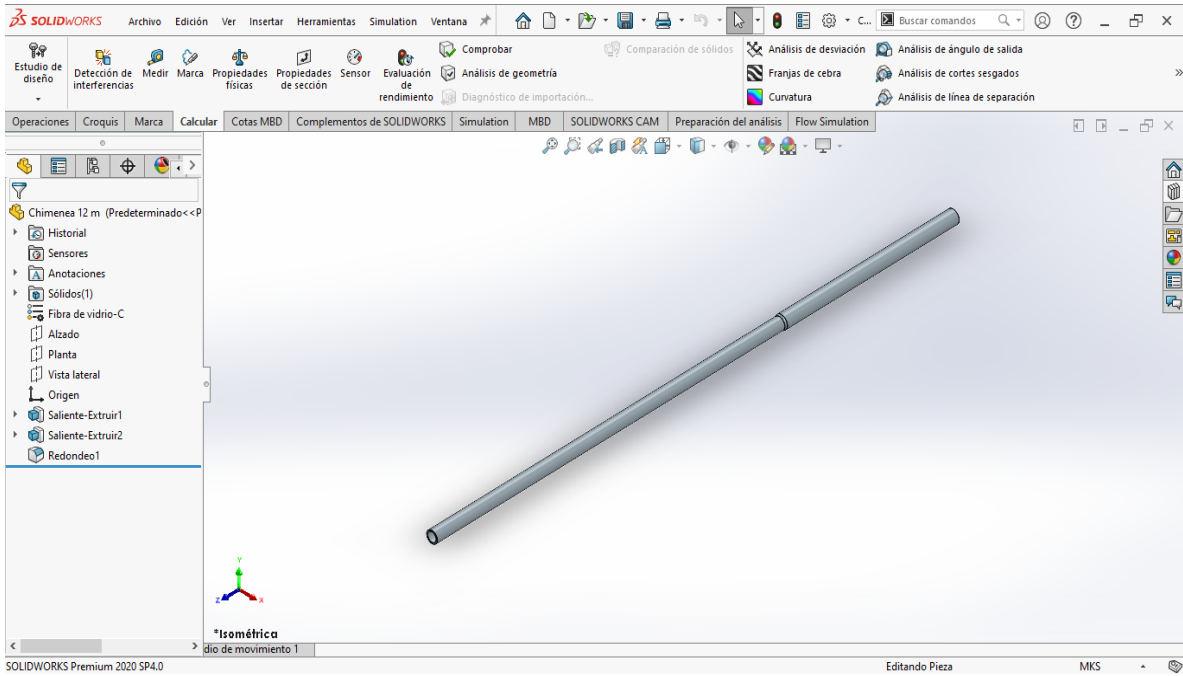 SOLIDWORKS Archivo Edición Ver Insertar Herramientas Simulation Ventana C... Buscar comandos
Estudio de diseño
Detección de interferencias
Medir
Marca
Propiedades físicas
Propiedades de sección
Sensor
Evaluación de rendimiento
Comprobar
Análisis de geometría
Diagnóstico de importación...
Comparación de sólidos
Análisis de desviación
Franjas de cebra
Curvatura
Análisis de ángulo de salida
Análisis de cortes sesgados
Análisis de línea de separación
Operaciones Croquis Marca Calcular Cotas MBD Complementos de SOLIDWORKS Simulation MBD SOLIDWORKS CAM Preparación del análisis Flow Simulation
Chimenea 12 m (Predeterminado<<P
Historial
Sensores
Anotaciones
Sólidos(1)
Fibra de vidrio-C
Alzado
Planta
Vista lateral
Origen
Saliente-Extruir1
Saliente-Extruir2
Redondeo1
Y
Z X
*Isométrica
dio de movimiento 1
SOLIDWORKS Premium 2020 SP4.0 Editando Pieza MKS